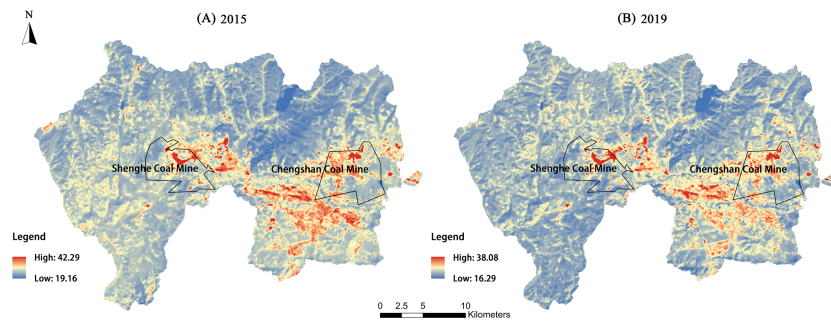 N
(A) 2015
(B) 2019
Shenghe Coal Mine
Chengshan Coal Mine
Shenghe Coal Mine
Chengshan Coal Mine
Legend
High: 42.29
Low: 19.16
Legend
High: 38.08
Low: 16.29
0 2.5 5 10
Kilometers